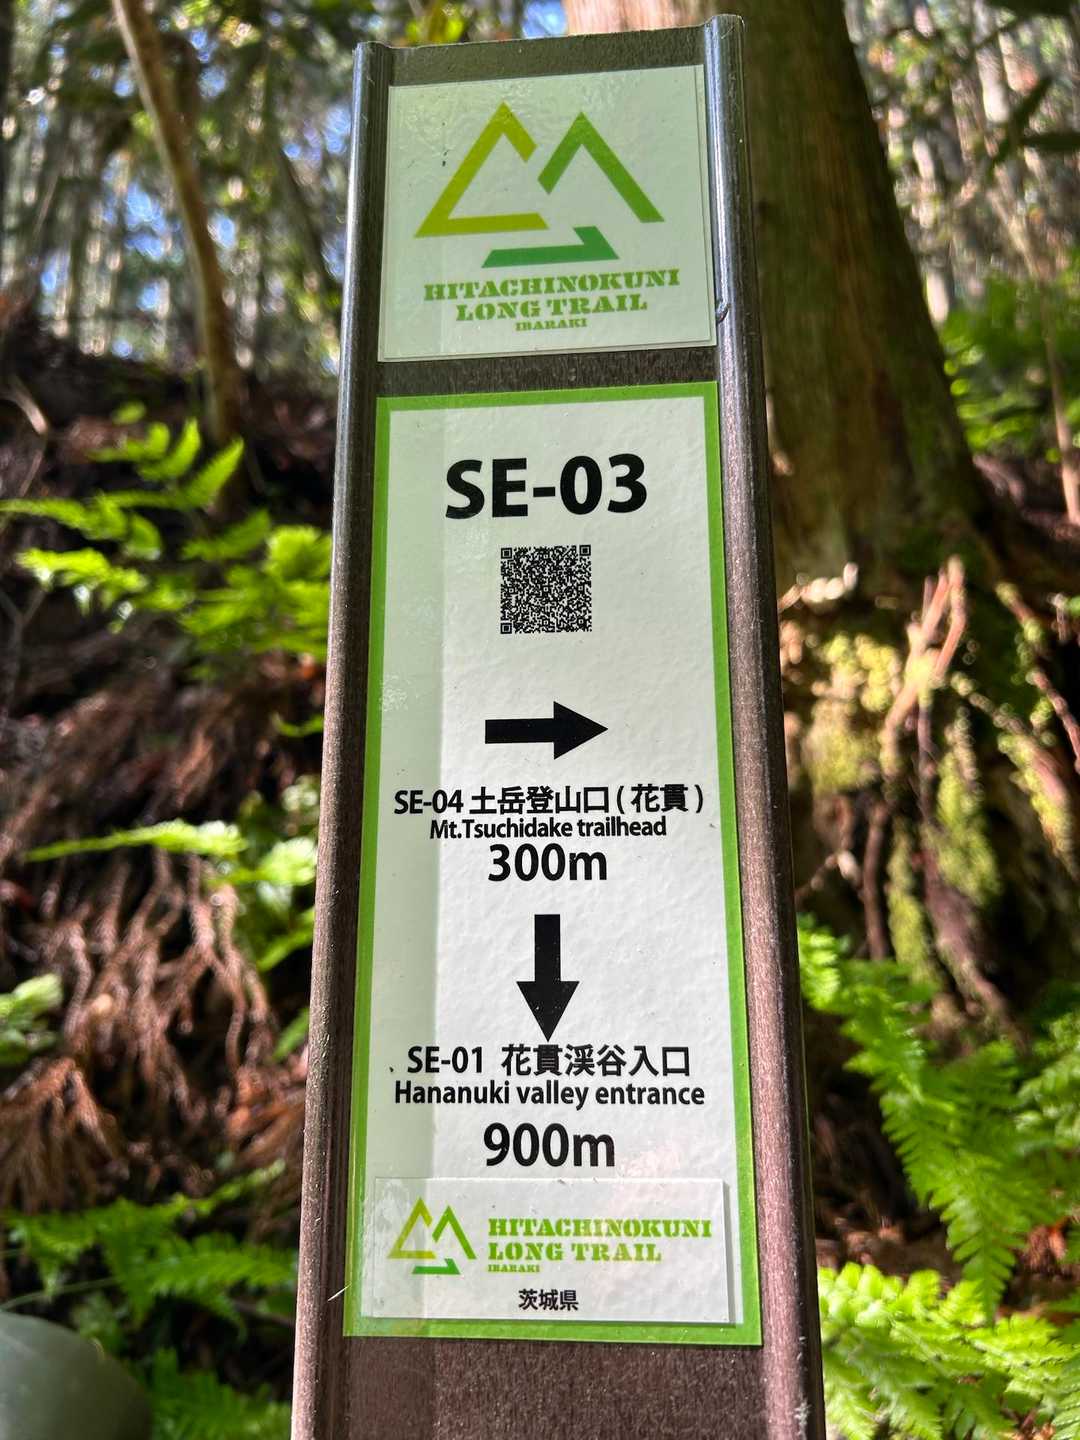 HITACHINOKUNI
LONG TRAIL
IBARAKI
SE-03
SE-04 土岳登山口(花貫)
Mt.Tsuchidake trailhead
300m
SE-01 花貫渓谷入口
Hananuki valley entrance
900m
HITACHINOKUNI
LONG TRAIL
IBARAKI
茨城県